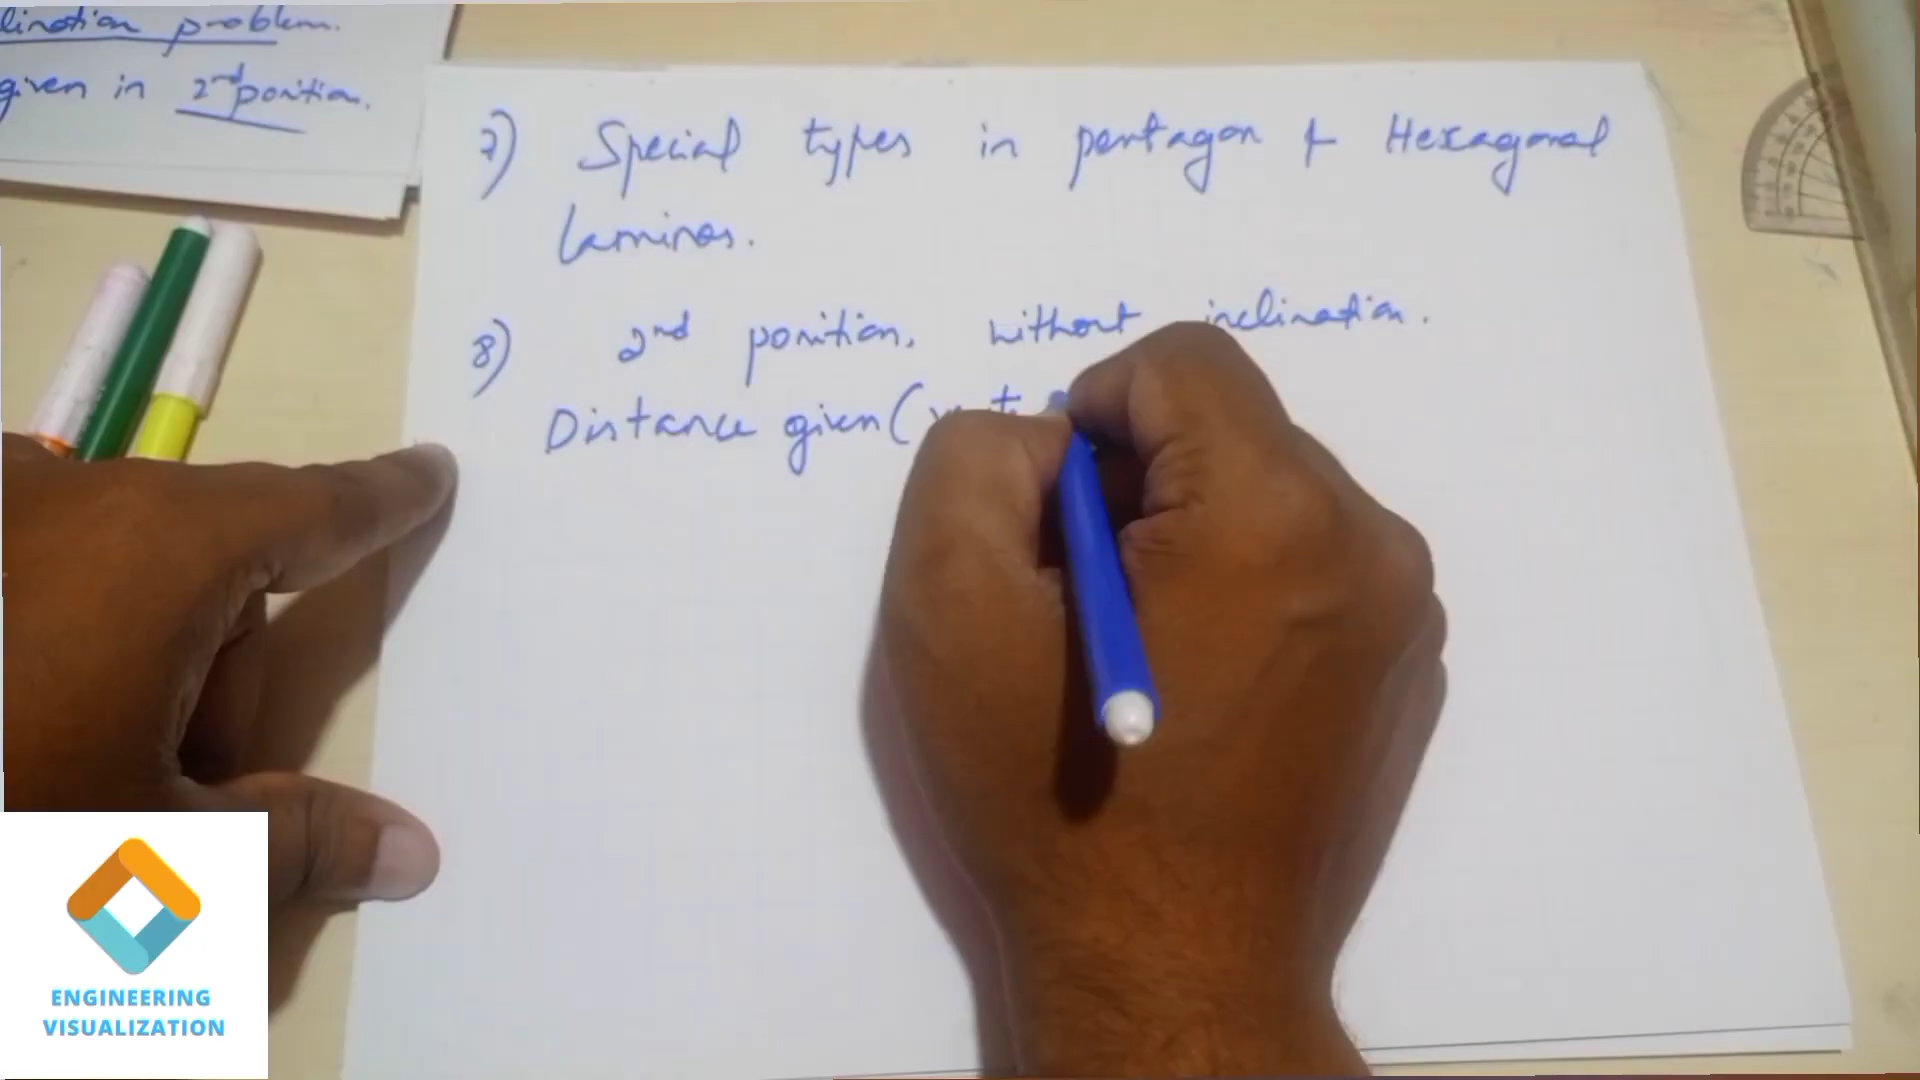 lination problem.
given in 2nd position.
7) Special types in pentagon & Hexagonal
Laminas.
8) 2nd position, without inclination.
Distance given (
ENGINEERING
VISUALIZATION